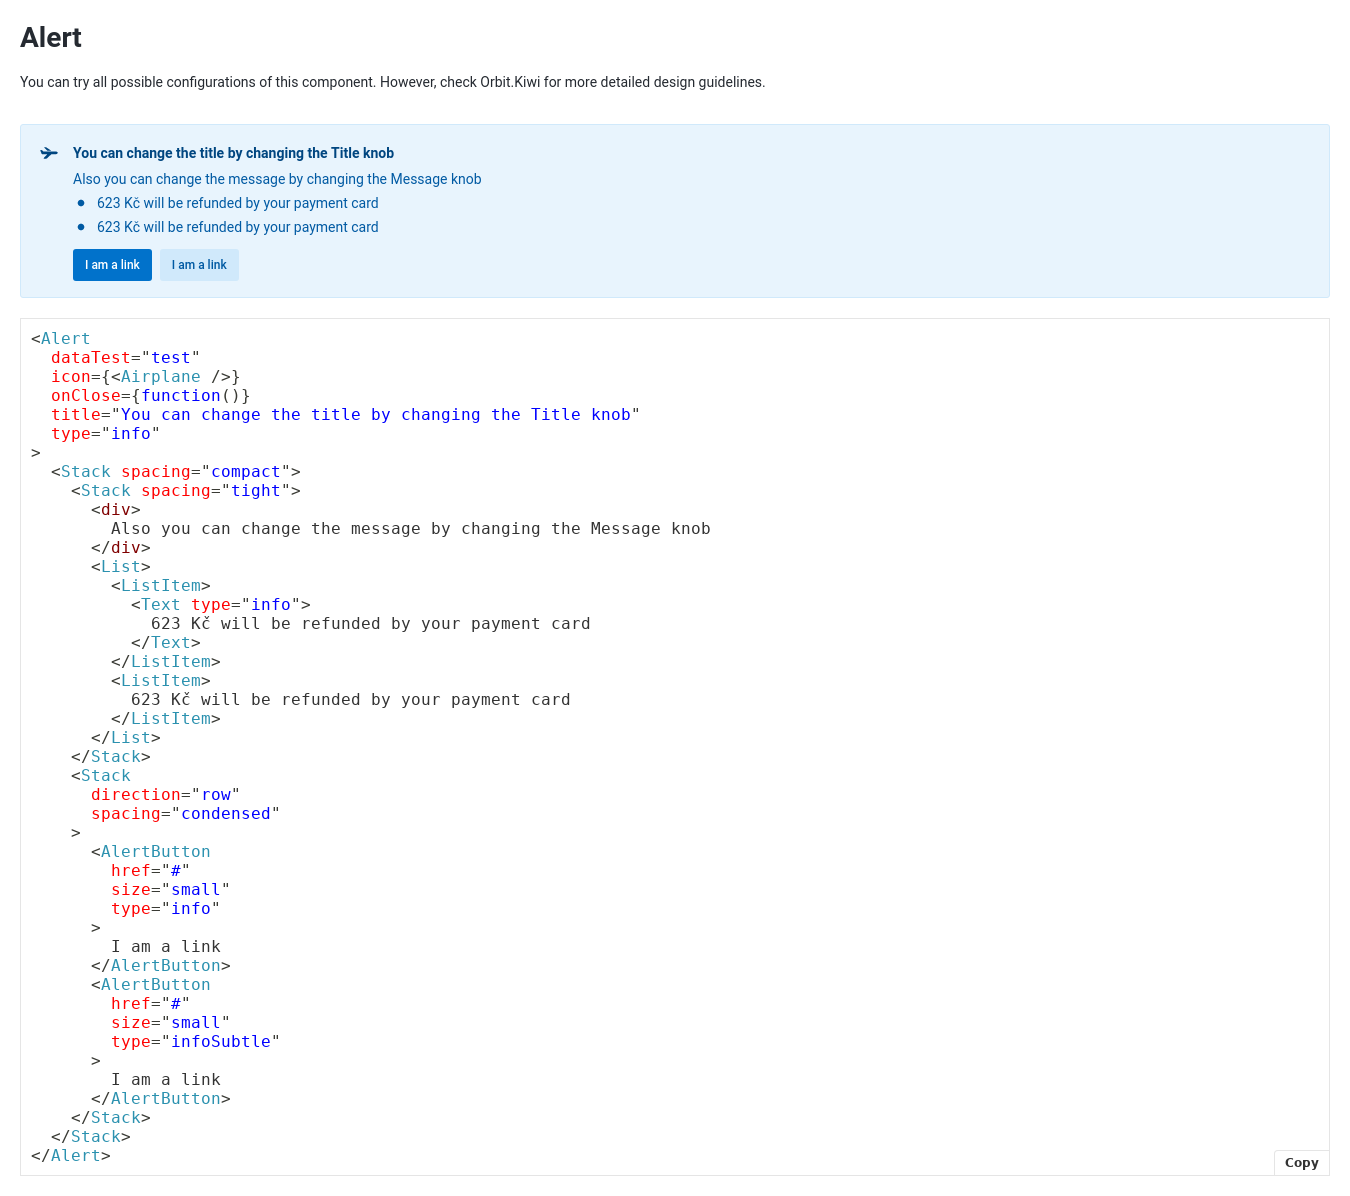 Alert
You can try all possible configurations of this component. However, check Orbit.Kiwi for more detailed design guidelines.
You can change the title by changing the Title knob
Also you can change the message by changing the Message knob
623 Kč will be refunded by your payment card
623 Kč will be refunded by your payment card
I am a link I am a link
<Alert
  dataTest="test"
  icon={<Airplane />}
  onClose={function()}
  title="You can change the title by changing the Title knob"
  type="info"
>
  <Stack spacing="compact">
    <Stack spacing="tight">
      <div>
        Also you can change the message by changing the Message knob
      </div>
      <List>
        <ListItem>
          <Text type="info">
            623 Kč will be refunded by your payment card
          </Text>
        </ListItem>
        <ListItem>
          623 Kč will be refunded by your payment card
        </ListItem>
      </List>
    </Stack>
    <Stack
      direction="row"
      spacing="condensed"
    >
      <AlertButton
        href="#"
        size="small"
        type="info"
      >
        I am a link
      </AlertButton>
      <AlertButton
        href="#"
        size="small"
        type="infoSubtle"
      >
        I am a link
      </AlertButton>
    </Stack>
  </Stack>
</Alert>
Copy